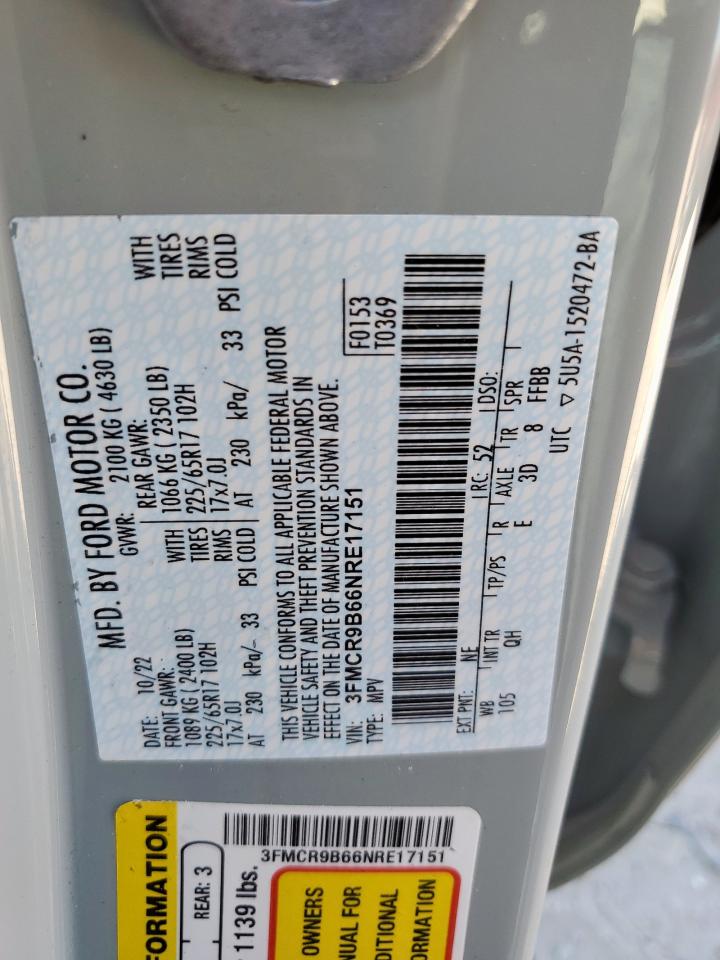 MFD. BY FORD MOTOR CO.
DATE: 10/22
GVWR: 2100 KG ( 4630 LB)
FRONT GAWR:
1089 KG ( 2400 LB)
225/65R17 102H
17x7.0J
AT 230 kPa/- 33 PSI COLD
WITH
TIRES
RIMS
REAR GAWR:
1066 KG ( 2350 LB)
225/65R17 102H
17x7.0J
AT 230 kPa/ 33 PSI COLD
WITH
TIRES
RIMS
THIS VEHICLE CONFORMS TO ALL APPLICABLE FEDERAL MOTOR
VEHICLE SAFETY AND THEFT PREVENTION STANDARDS IN
EFFECT ON THE DATE OF MANUFACTURE SHOWN ABOVE.
VIN: 3FMCR9B66NRE17151
TYPE: MPV
F0153
T0369
EXT PNT: NE RC: 52 DSO:
WB INT TR TP/PS R AXLE TR SPR
105 QH E 3D 8 FFBB
UTC ▽ 5U5A-1520472-BA
FORMATION
REAR: 3
1139 lbs.
3FMCR9B66NRE17151
OWNERS
NUAL FOR
DITIONAL
ORMATION